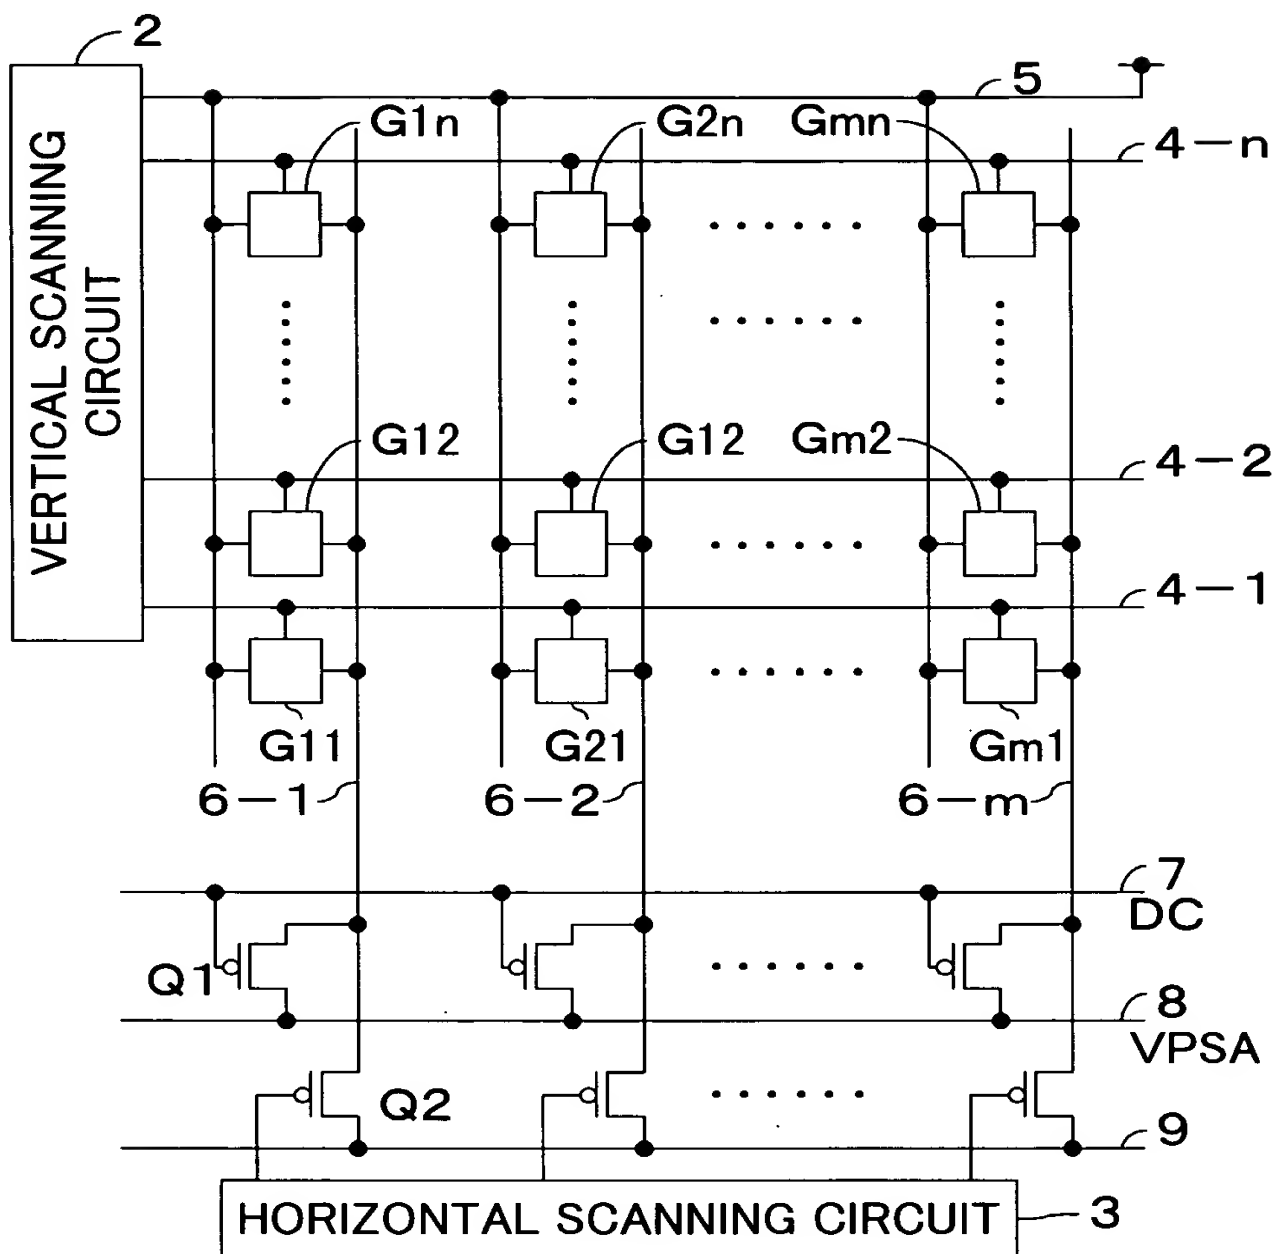 2
5
G1n
G2n
Gmn
4-n
VERTICAL SCANNING
CIRCUIT
G12
G12
Gm2
4-2
4-1
G11
G21
Gm1
6-1
6-2
6-m
7
DC
Q1
8
VPSA
Q2
9
HORIZONTAL SCANNING CIRCUIT
3